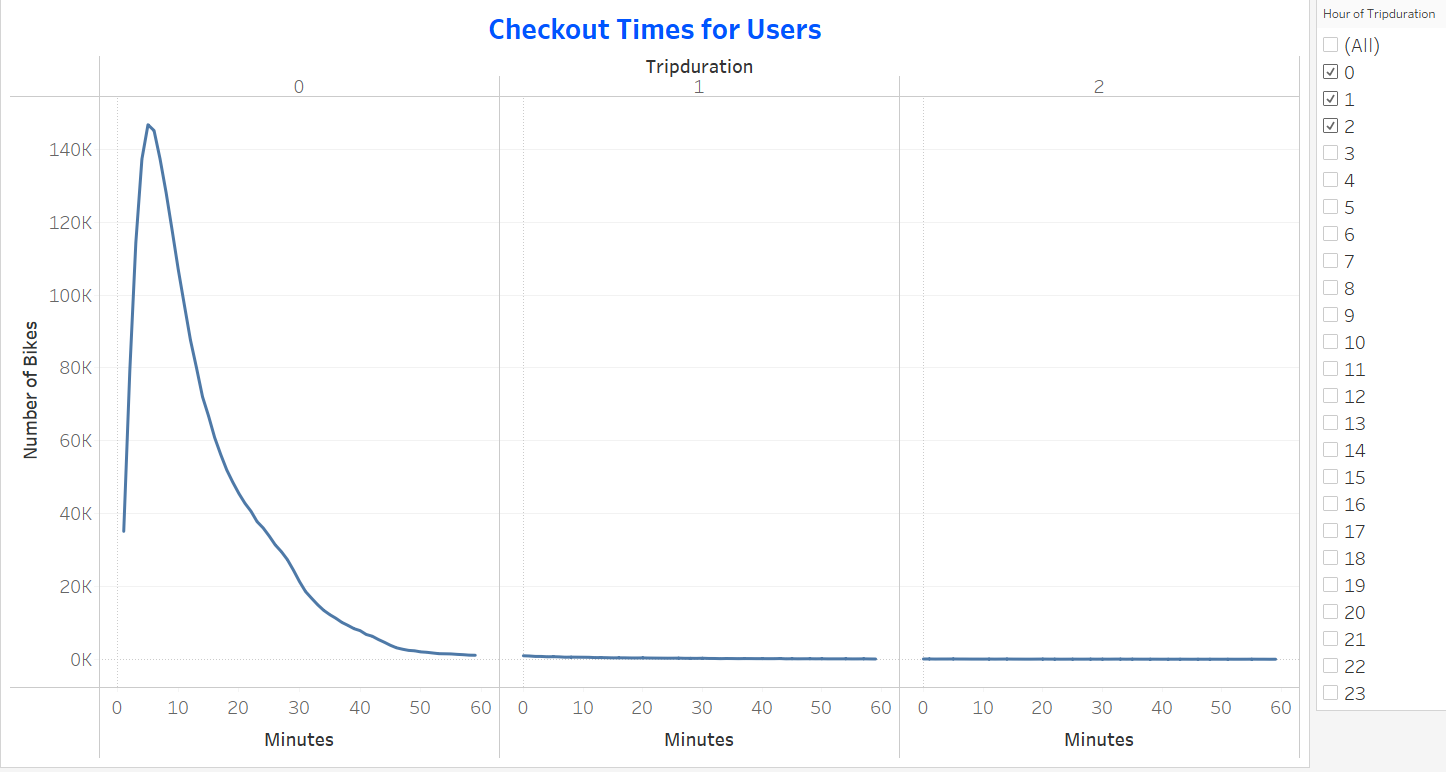 Checkout Times for Users
Tripduration
0 1 2
Number of Bikes
140K
120K
100K
80K
60K
40K
20K
0K
0 10 20 30 40 50 60 0 10 20 30 40 50 60 0 10 20 30 40 50 60
Minutes Minutes Minutes
Hour of Tripduration
(All)
0
1
2
3
4
5
6
7
8
9
10
11
12
13
14
15
16
17
18
19
20
21
22
23